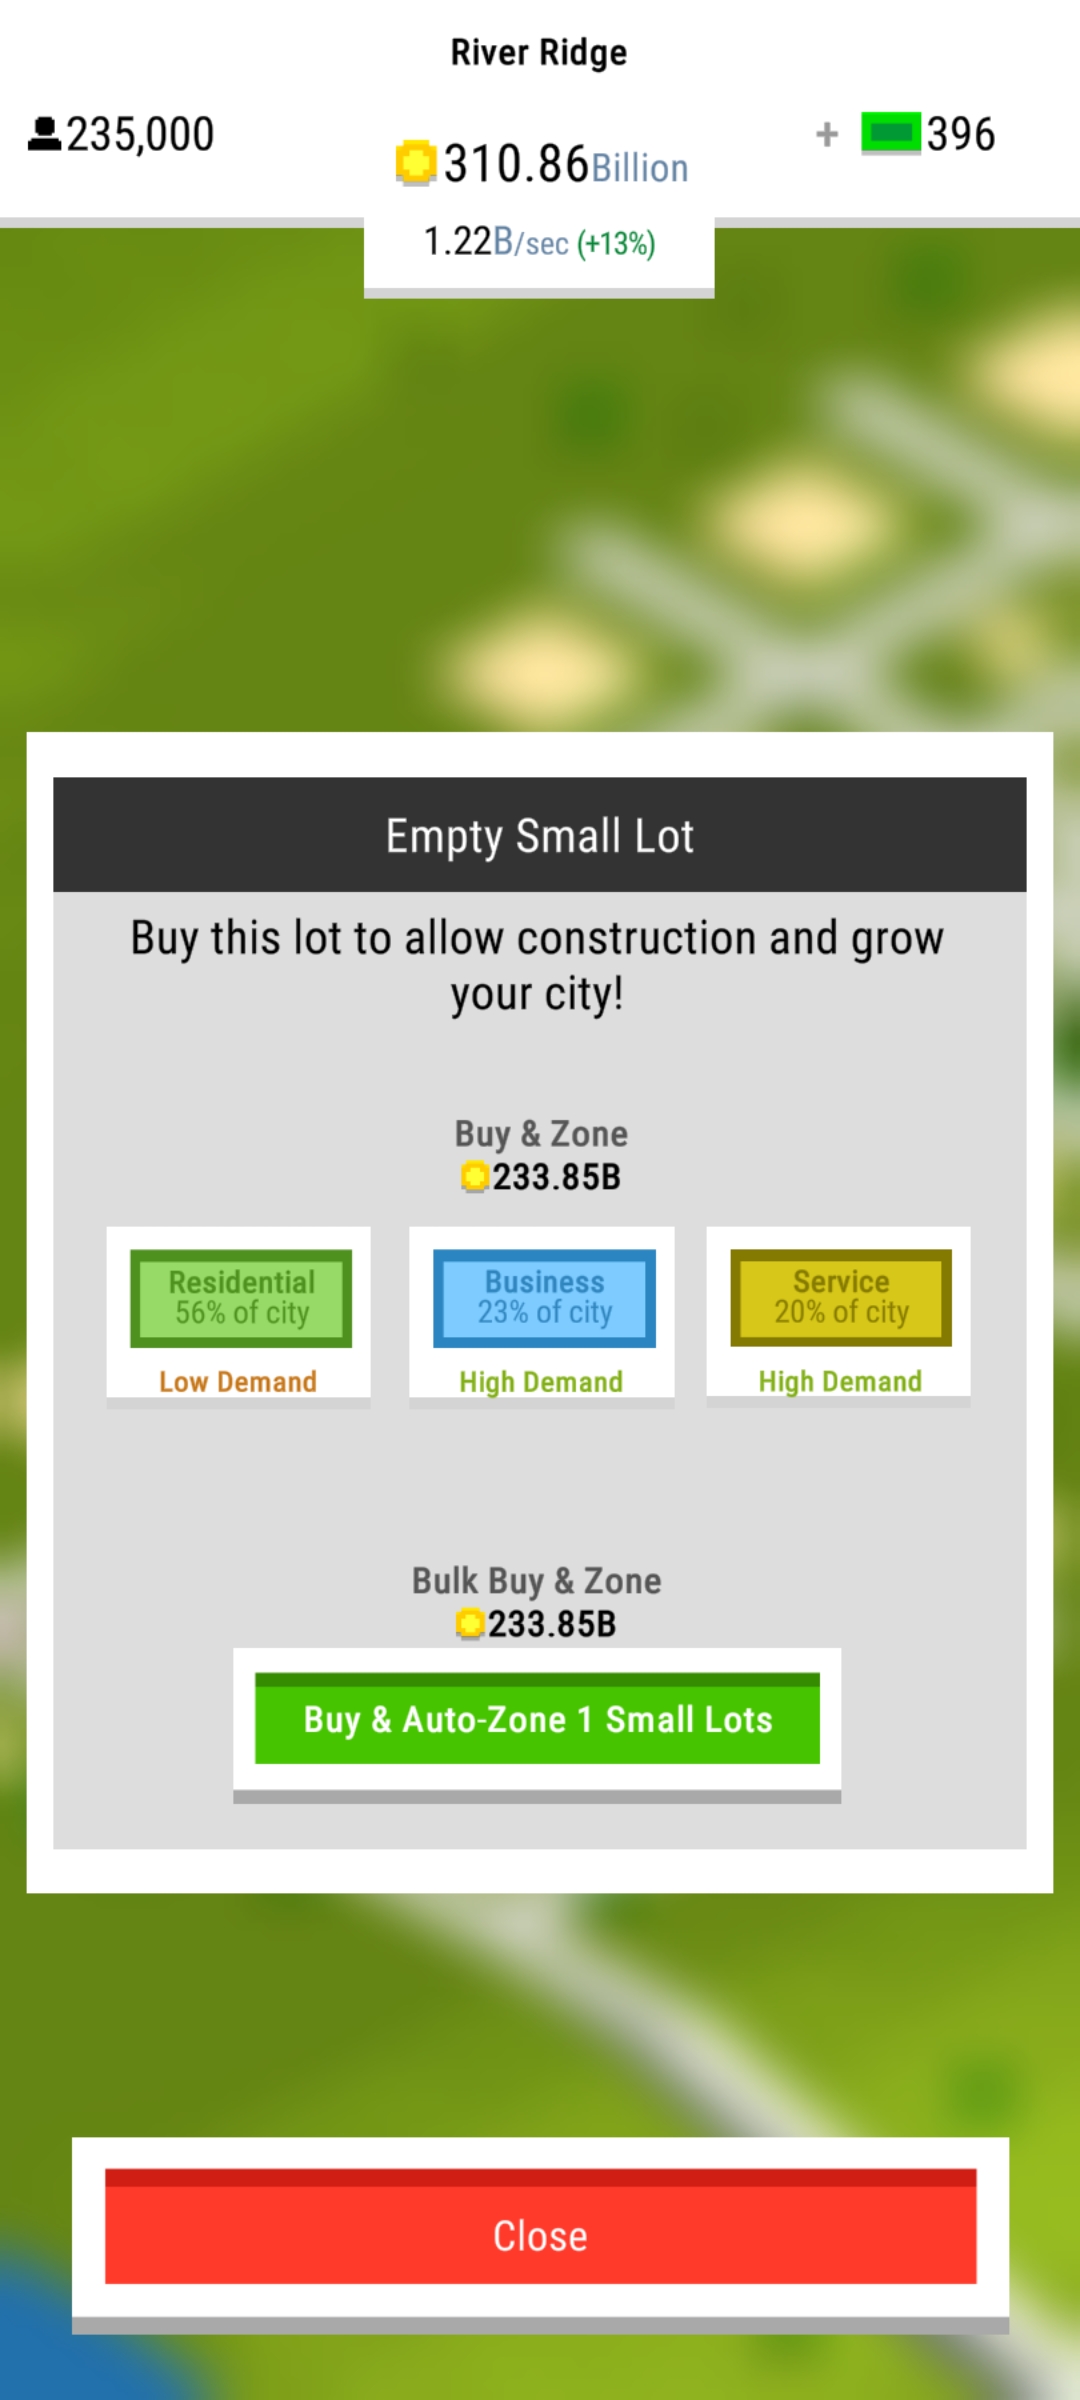 River Ridge
235,000
310.86Billion
+ 396
1.22B/sec (+13%)
Empty Small Lot
Buy this lot to allow construction and grow
your city!
Buy & Zone
233.85B
Residential
56% of city
Low Demand
Business
23% of city
High Demand
Service
20% of city
High Demand
Bulk Buy & Zone
233.85B
Buy & Auto-Zone 1 Small Lots
Close